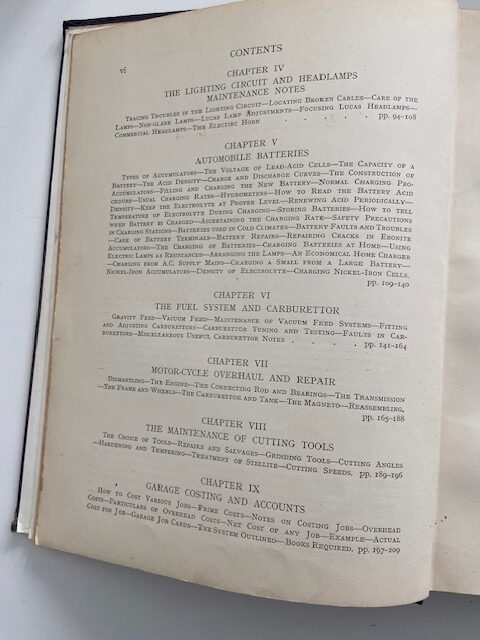 vi
CONTENTS
CHAPTER IV
THE LIGHTING CIRCUIT AND HEADLAMPS
MAINTENANCE NOTES
TRACING TROUBLES IN THE LIGHTING CIRCUIT—LOCATING BROKEN CABLES—CARE OF THE
LAMPS—NON-GLARE LAMPS—LUCAS LAMP ADJUSTMENTS—FOCUSING LUCAS HEADLAMPS—
COMMERCIAL HEADLAMPS—THE ELECTRIC HORN . . . . . . pp. 94–108
CHAPTER V
AUTOMOBILE BATTERIES
TYPES OF ACCUMULATORS—THE VOLTAGE OF LEAD-ACID CELLS—THE CAPACITY OF A
BATTERY—THE ACID DENSITY—CHARGE AND DISCHARGE CURVES—THE CONSTRUCTION OF
ACCUMULATORS—FILLING AND CHARGING THE NEW BATTERY—NORMAL CHARGING PRO-
CEDURE—USUAL CHARGING RATES—HYDROMETERS—HOW TO READ THE BATTERY ACID
DENSITY—KEEP THE ELECTROLYTE AT PROPER LEVEL—RENEWING ACID PERIODICALLY—
TEMPERATURE OF ELECTROLYTE DURING CHARGING—STORING BATTERIES—HOW TO TELL
WHEN BATTERY IS CHARGED—ASCERTAINING THE CHARGING RATE—SAFETY PRECAUTIONS
IN CHARGING STATIONS—BATTERIES USED IN COLD CLIMATES—BATTERY FAULTS AND TROUBLES
—CARE OF BATTERY TERMINALS—BATTERY REPAIRS—REPAIRING CRACKS IN EBONITE
ACCUMULATORS—THE CHARGING OF BATTERIES—CHARGING BATTERIES AT HOME—USING
ELECTRIC LAMPS AS RESISTANCES—ARRANGING THE LAMPS—AN ECONOMICAL HOME CHARGER
—CHARGING FROM A.C. SUPPLY MAINS—CHARGING A SMALL FROM A LARGE BATTERY—
NICKEL-IRON ACCUMULATORS—DENSITY OF ELECTROLYTE—CHARGING NICKEL-IRON CELLS.
pp. 109–140
CHAPTER VI
THE FUEL SYSTEM AND CARBURETTOR
GRAVITY FEED—VACUUM FEED—MAINTENANCE OF VACUUM FEED SYSTEMS—FITTING
AND ADJUSTING CARBURETTORS—CARBURETTOR TUNING AND TESTING—FAULTS IN CAR-
BURETTORS—MISCELLANEOUS USEFUL CARBURETTOR NOTES . . . . . pp. 141–164
CHAPTER VII
MOTOR-CYCLE OVERHAUL AND REPAIR
DISMANTLING—THE ENGINE—THE CONNECTING ROD AND BEARINGS—THE TRANSMISSION
—THE FRAME AND WHEELS—THE CARBURETTOR AND TANK—THE MAGNETO—REASSEMBLING.
pp. 165–188
CHAPTER VIII
THE MAINTENANCE OF CUTTING TOOLS
THE CHOICE OF TOOLS—REPAIRS AND SALVAGES—GRINDING TOOLS—CUTTING ANGLES
—HARDENING AND TEMPERING—TREATMENT OF STELLITE—CUTTING SPEEDS. pp. 189–196
CHAPTER IX
GARAGE COSTING AND ACCOUNTS
HOW TO COST VARIOUS JOBS—PRIME COSTS—NOTES ON COSTING JOBS—OVERHEAD
COSTS—PARTICULARS OF OVERHEAD COSTS—NET COST OF ANY JOB—EXAMPLE—ACTUAL
COST FOR JOB—GARAGE JOB CARDS—THE SYSTEM OUTLINED—BOOKS REQUIRED. pp. 197–209